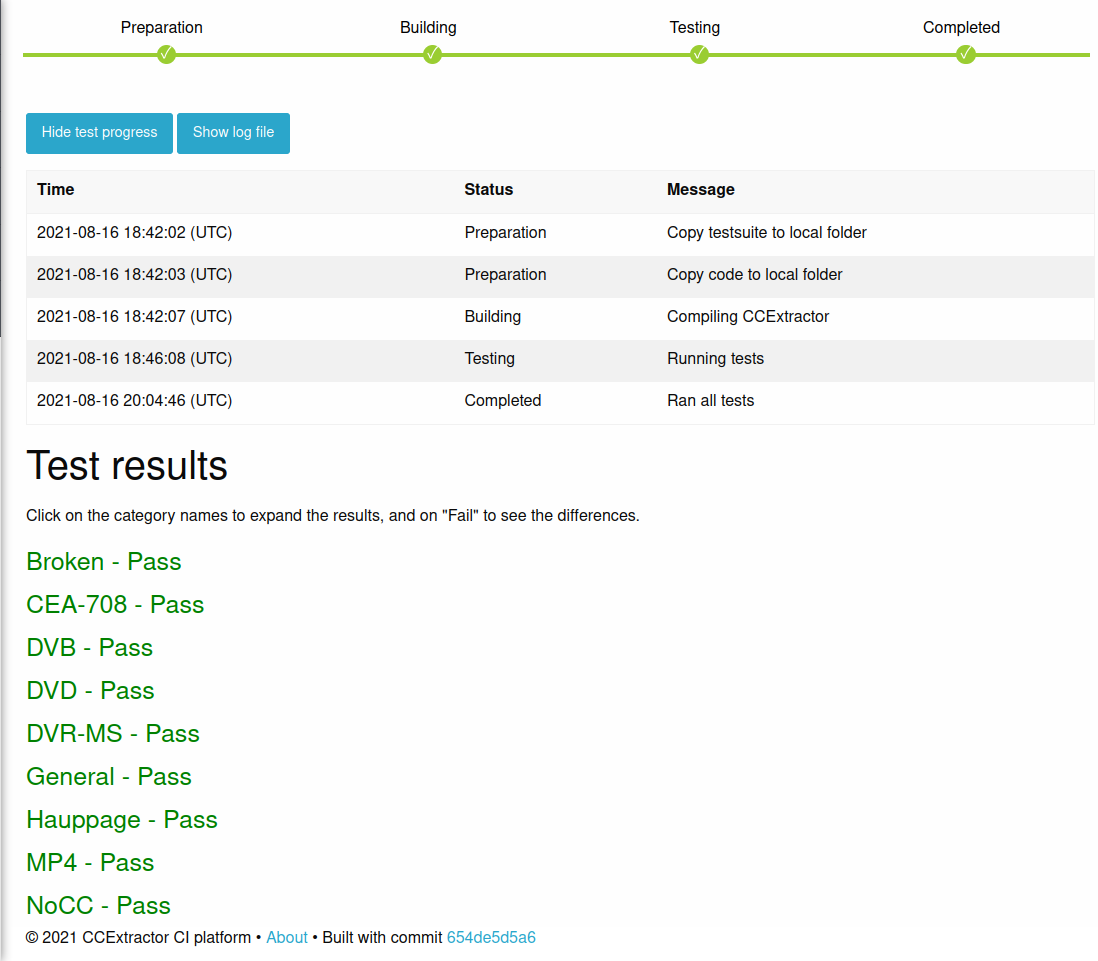 Preparation Building Testing Completed
Hide test progress Show log file
Time Status Message
2021-08-16 18:42:02 (UTC) Preparation Copy testsuite to local folder
2021-08-16 18:42:03 (UTC) Preparation Copy code to local folder
2021-08-16 18:42:07 (UTC) Building Compiling CCExtractor
2021-08-16 18:46:08 (UTC) Testing Running tests
2021-08-16 20:04:46 (UTC) Completed Ran all tests
Test results
Click on the category names to expand the results, and on "Fail" to see the differences.
Broken - Pass
CEA-708 - Pass
DVB - Pass
DVD - Pass
DVR-MS - Pass
General - Pass
Hauppage - Pass
MP4 - Pass
NoCC - Pass
© 2021 CCExtractor CI platform • About • Built with commit 654de5d5a6